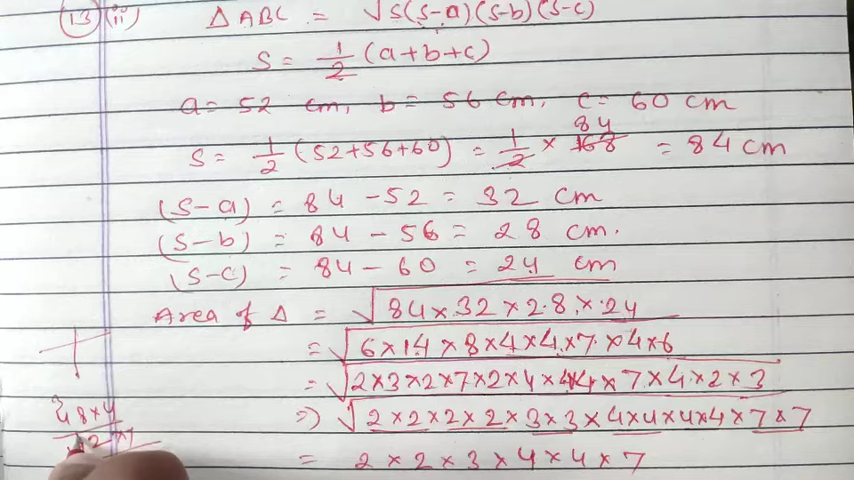 (13) (ii) Δ ABC = √S(S-a)(S-b)(S-c)
S = 1/2 (a+b+c)
a = 52 cm, b = 56 cm, c = 60 cm
S = 1/2 (52+56+60) = 1/2 × 168 84 = 84 cm
(S-a) = 84 - 52 = 32 cm
(S-b) = 84 - 56 = 28 cm.
(S-c) = 84 - 60 = 24 cm
Area of Δ = √84×32×28×24
= √6×14×8×4×4×7×4×6
= √2×3×2×7×2×4×4×4×7×4×2×3
⇒ √2×2×2×2×3×3×4×4×4×4×7×7
= 2×2×3×4×4×7
48×4